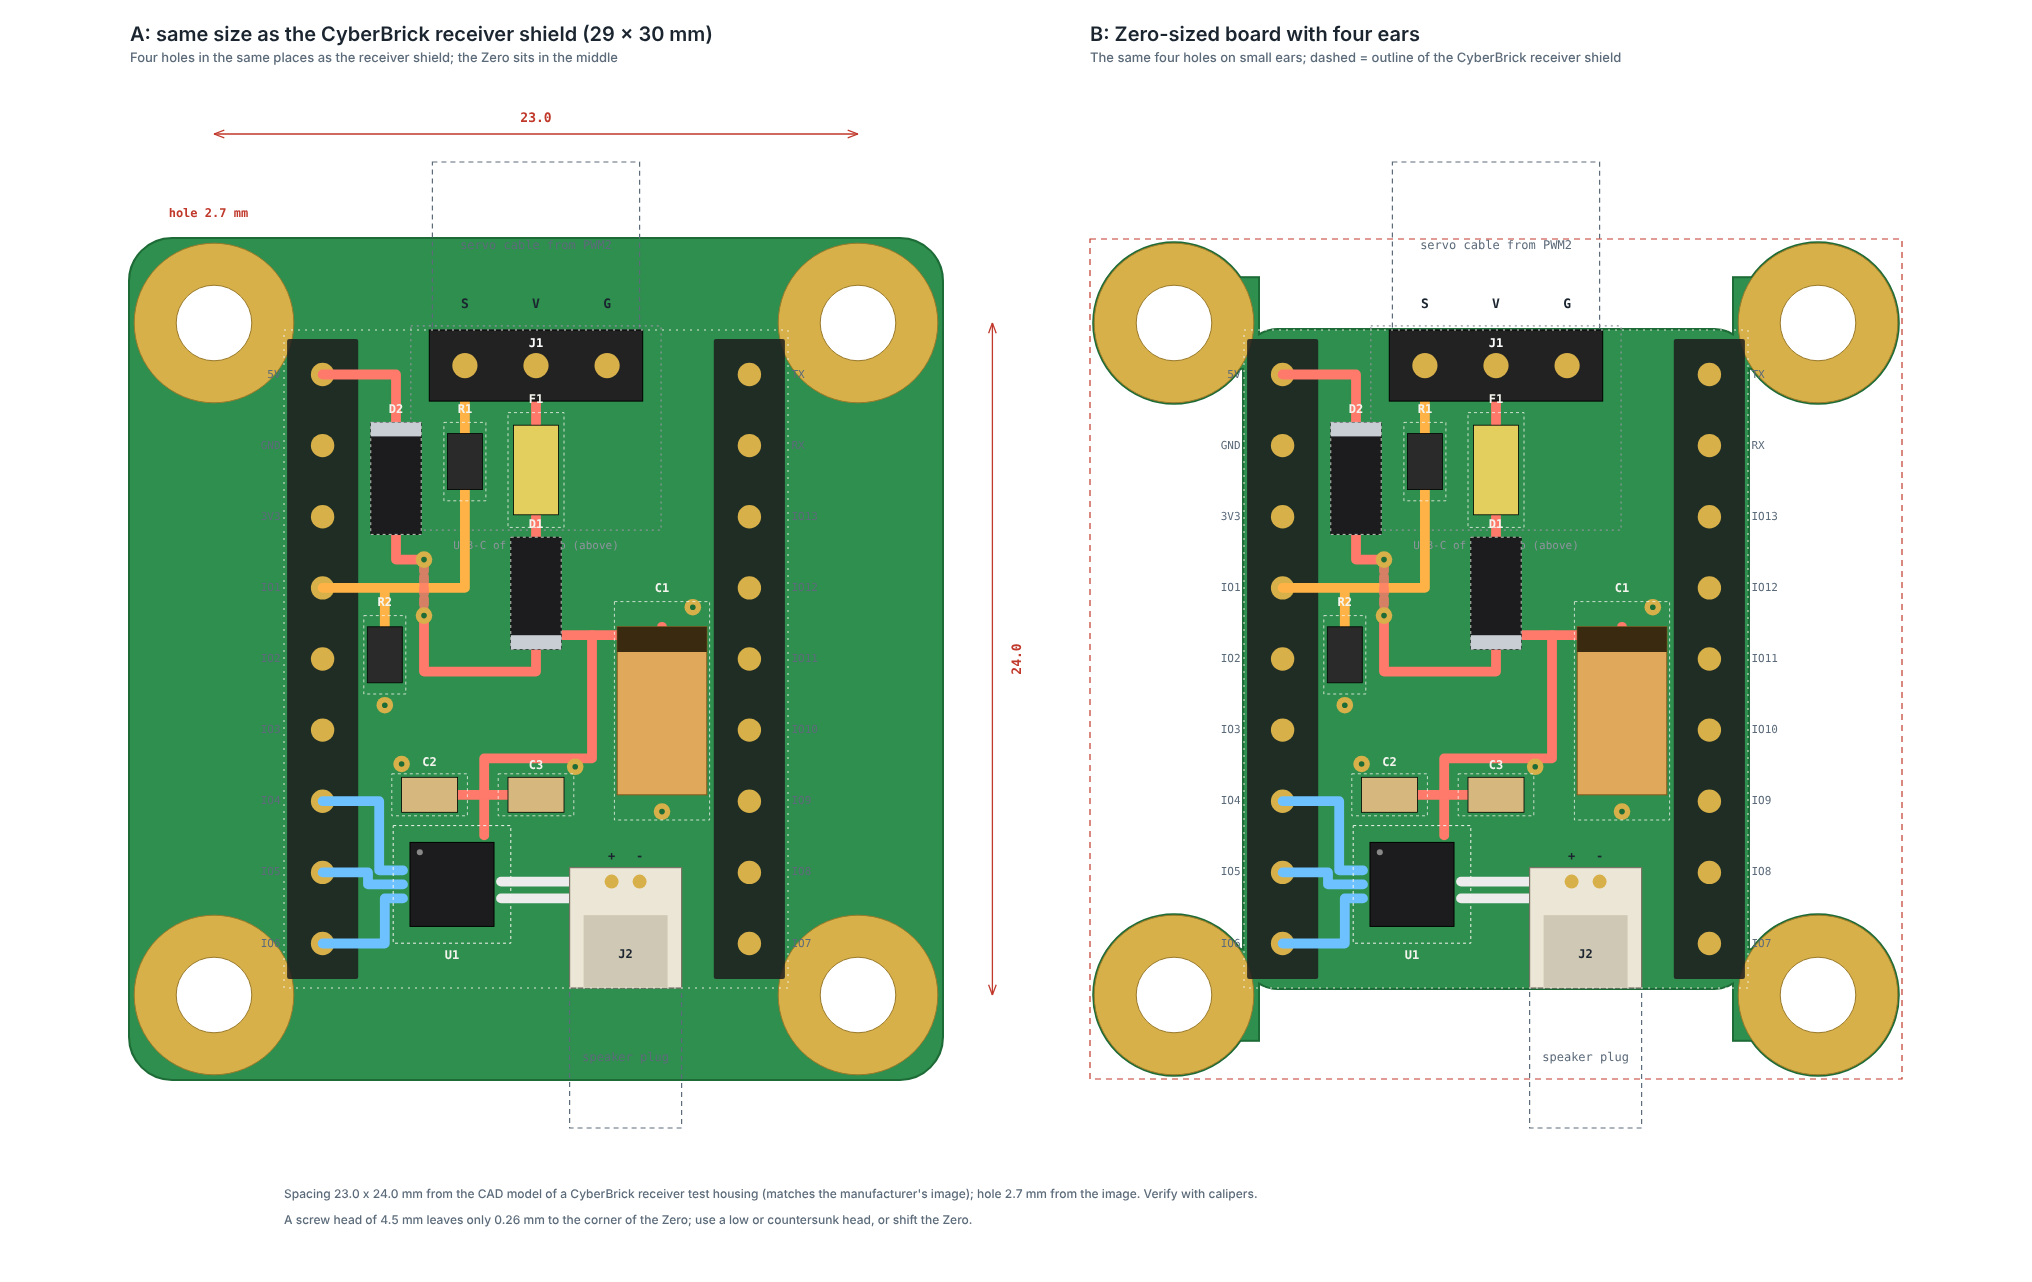 A: same size as the CyberBrick receiver shield (29 × 30 mm)
Four holes in the same places as the receiver shield; the Zero sits in the middle
23.0
hole 2.7 mm
S V G
J1
F1
D2
R1
D1
C1
R2
C2
C3
+ -
IO7
U1
J2
24.0
B: Zero-sized board with four ears
The same four holes on small ears; dashed = outline of the CyberBrick receiver shield
servo cable from PWM2
S V G
J1
5V
TX
F1
D2
R1
GND
RX
3V3
IO13
D1
(above)
IO1
IO12
C1
R2
IO2
IO11
IO3
IO10
C2
C3
IO4
IO9
+ -
IO5
IO8
IO6
IO7
U1
J2
speaker plug
Spacing 23.0 x 24.0 mm from the CAD model of a CyberBrick receiver test housing (matches the manufacturer's image); hole 2.7 mm from the image. Verify with calipers.
A screw head of 4.5 mm leaves only 0.26 mm to the corner of the Zero; use a low or countersunk head, or shift the Zero.